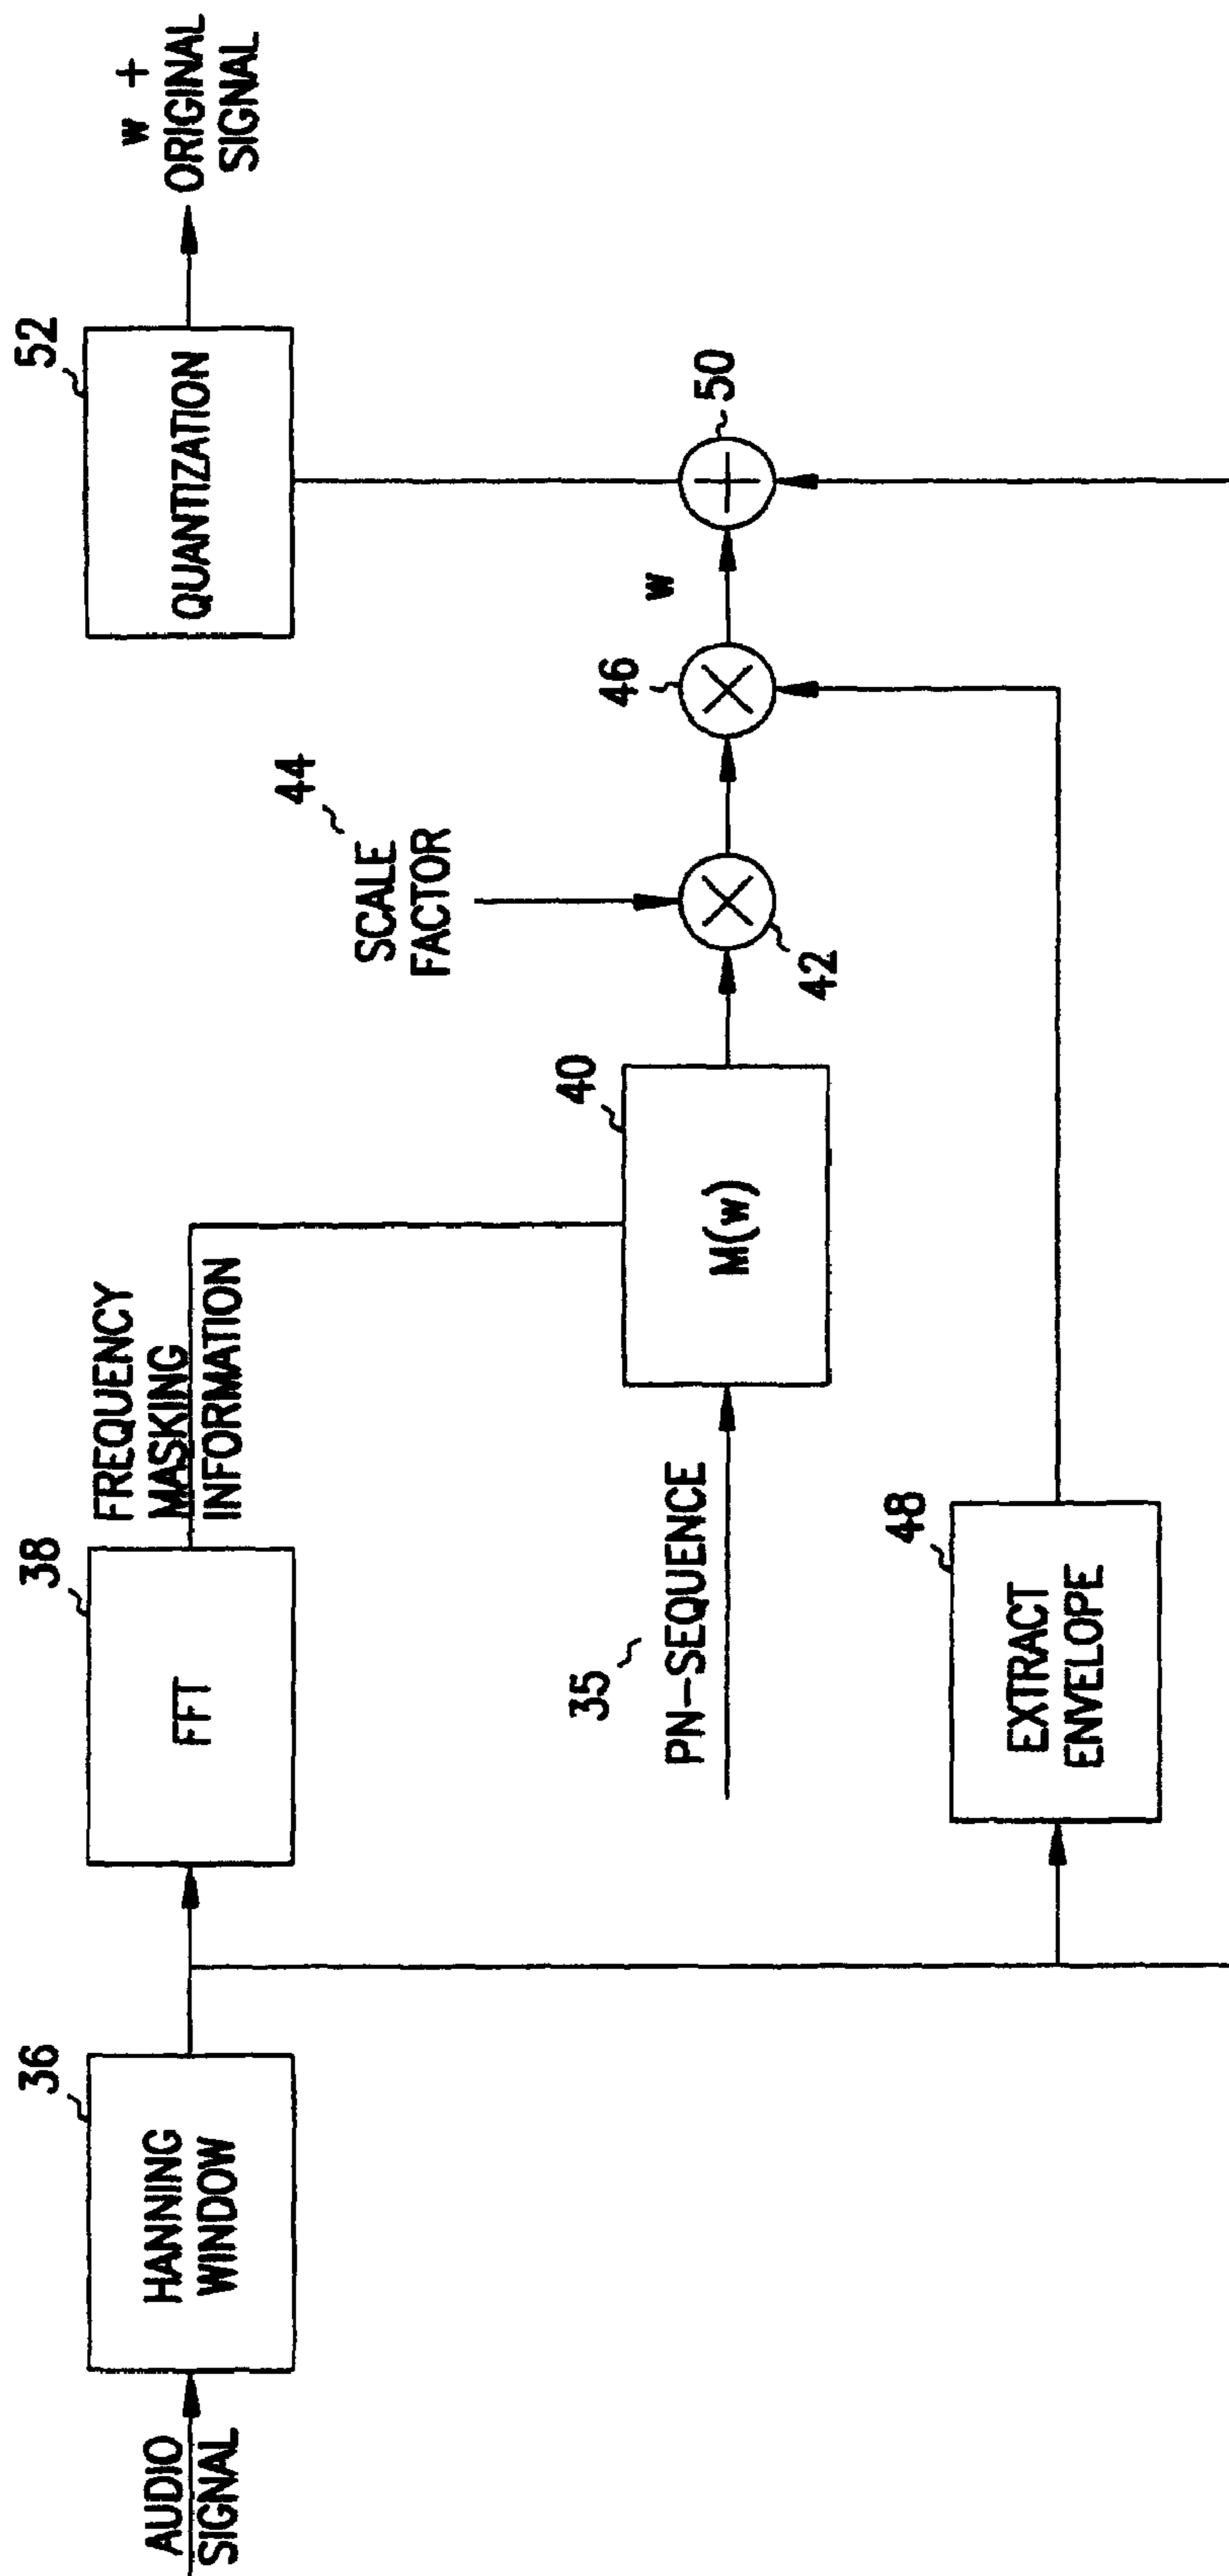 AUDIO
SIGNAL
36
HANNING
WINDOW
38
FFT
FREQUENCY
MASKING
INFORMATION
35
PN-SEQUENCE
40
M(w)
44
SCALE
FACTOR
42
46
w
50
48
EXTRACT
ENVELOPE
52
QUANTIZATION
w +
ORIGINAL
SIGNAL